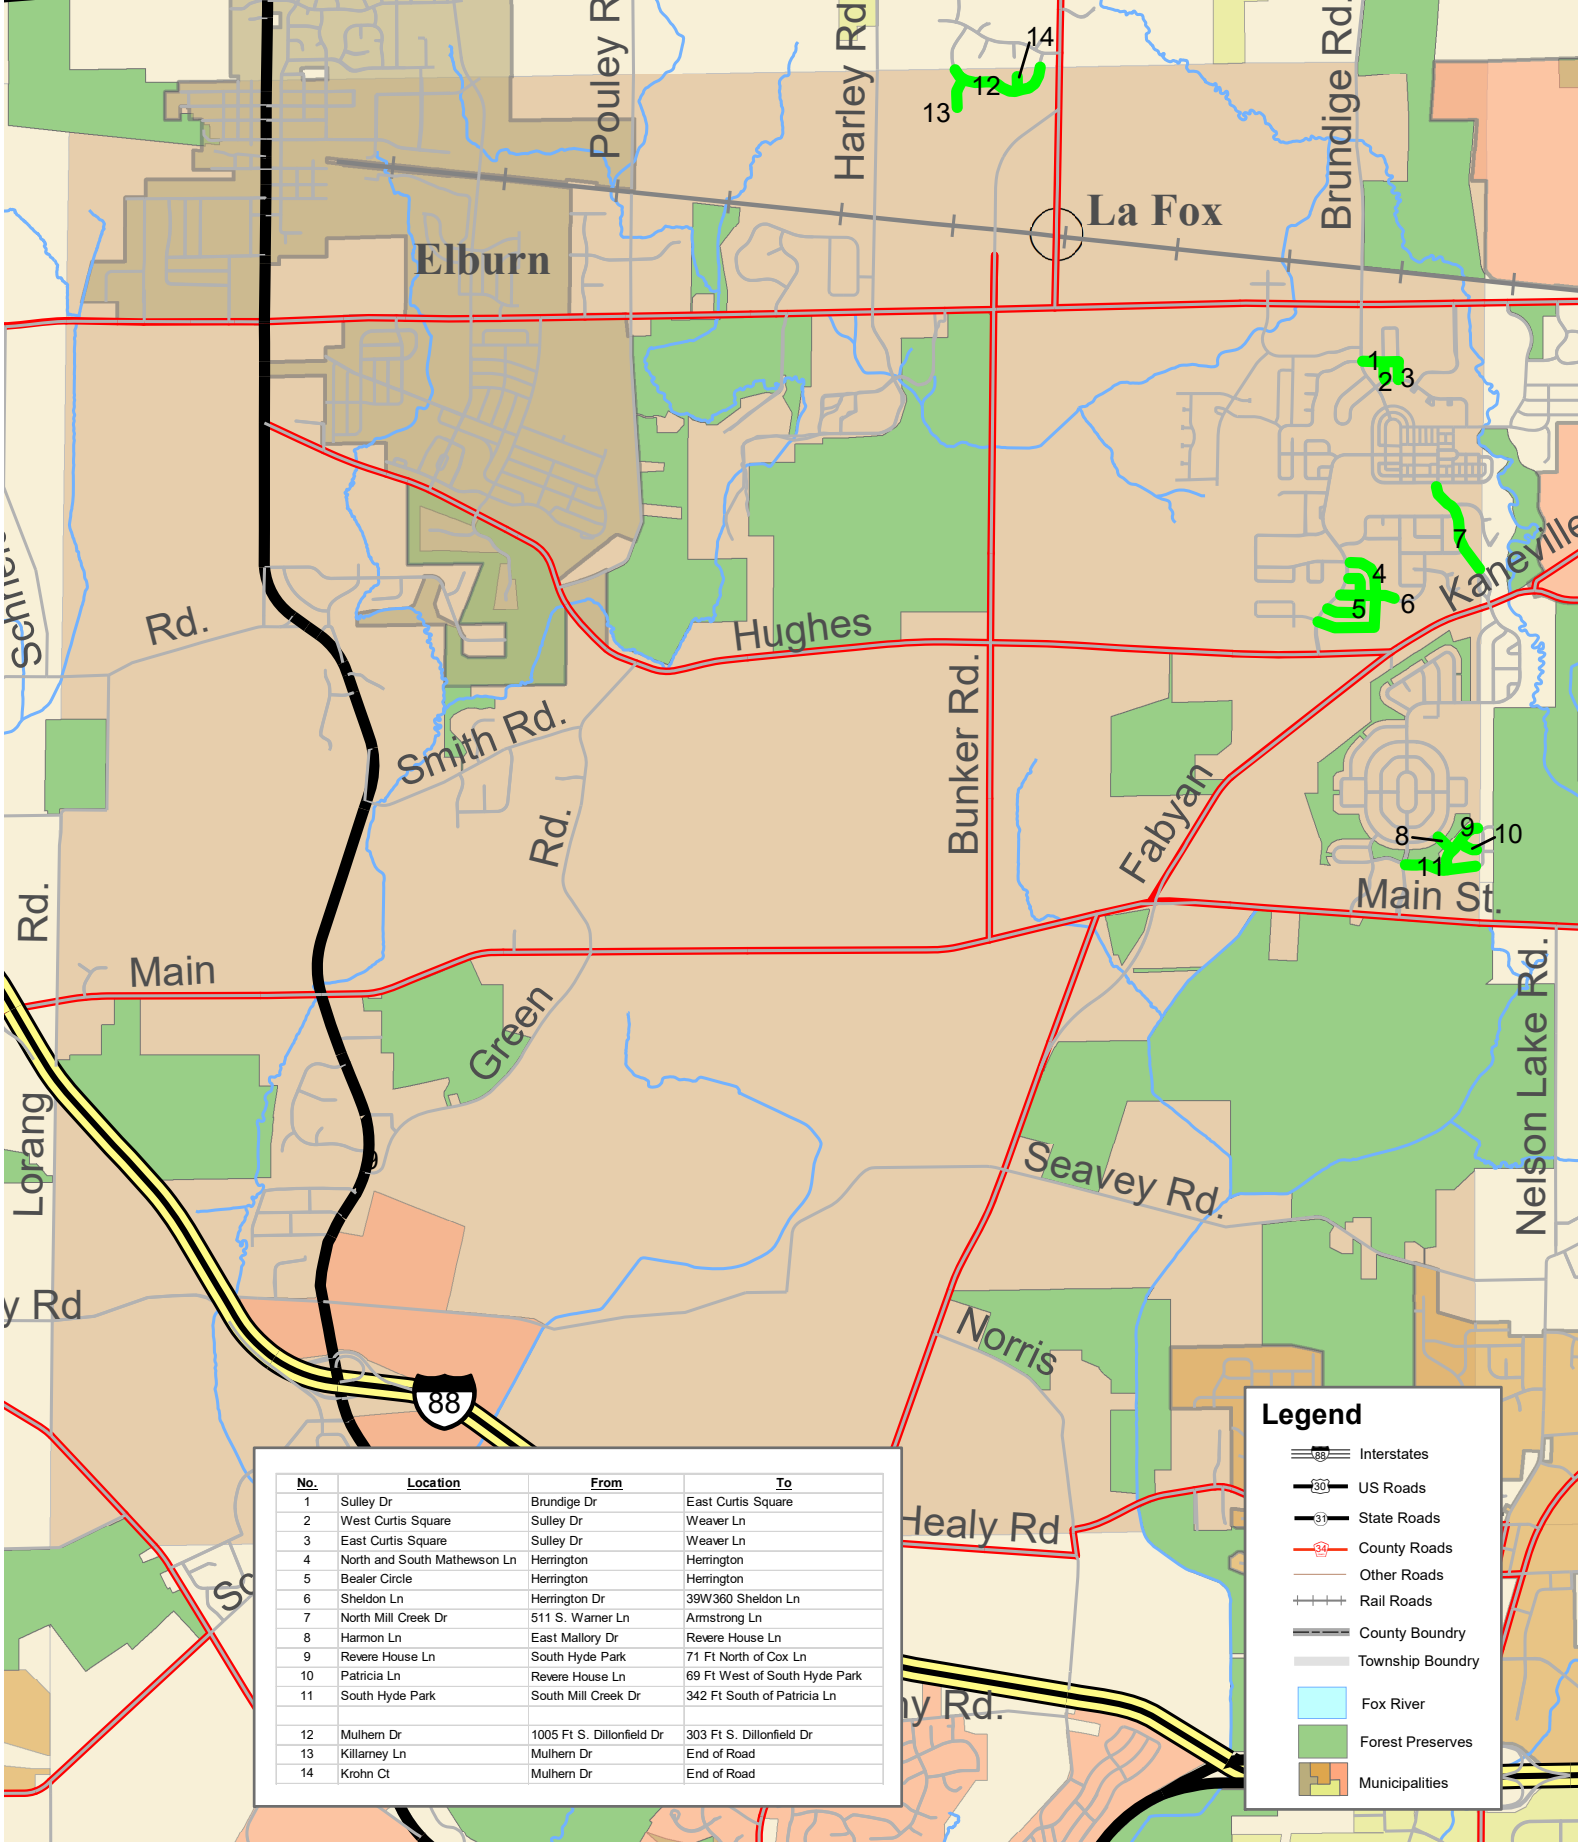 Pouley R
Harley Rd
Brundige Rd.
14
12
13
La Fox
Elburn
1
2
3
7
Kaneville
4
5
6
Rd.
Hughes
Bunker Rd.
Smith Rd.
Rd.
Fabyan
8
9
10
11
Main St.
Rd.
Main
Green
Nelson Lake Rd.
Lorang
9
Seavey Rd.
y Rd
Norris
88
Healy Rd
So
ny Rd.
No. Location From To
1 Sulley Dr Brundige Dr East Curtis Square
2 West Curtis Square Sulley Dr Weaver Ln
3 East Curtis Square Sulley Dr Weaver Ln
4 North and South Mathewson Ln Herrington Herrington
5 Bealer Circle Herrington Herrington
6 Sheldon Ln Herrington Dr 39W360 Sheldon Ln
7 North Mill Creek Dr 511 S. Warner Ln Armstrong Ln
8 Harmon Ln East Mallory Dr Revere House Ln
9 Revere House Ln South Hyde Park 71 Ft North of Cox Ln
10 Patricia Ln Revere House Ln 69 Ft West of South Hyde Park
11 South Hyde Park South Mill Creek Dr 342 Ft South of Patricia Ln
12 Mulhern Dr 1005 Ft S. Dillonfield Dr 303 Ft S. Dillonfield Dr
13 Killarney Ln Mulhern Dr End of Road
14 Krohn Ct Mulhern Dr End of Road
Legend
88 Interstates
30 US Roads
31 State Roads
34 County Roads
Other Roads
Rail Roads
County Boundry
Township Boundry
Fox River
Forest Preserves
Municipalities